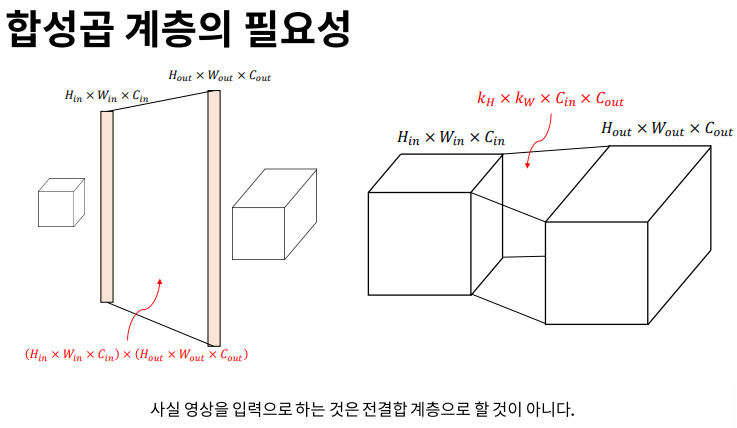 합성곱 계층의 필요성
H_in × W_in × C_in
H_out × W_out × C_out
(H_in × W_in × C_in) × (H_out × W_out × C_out)
k_H × k_W × C_in × C_out
H_in × W_in × C_in
H_out × W_out × C_out
사실 영상을 입력으로 하는 것은 전결합 계층으로 할 것이 아니다.